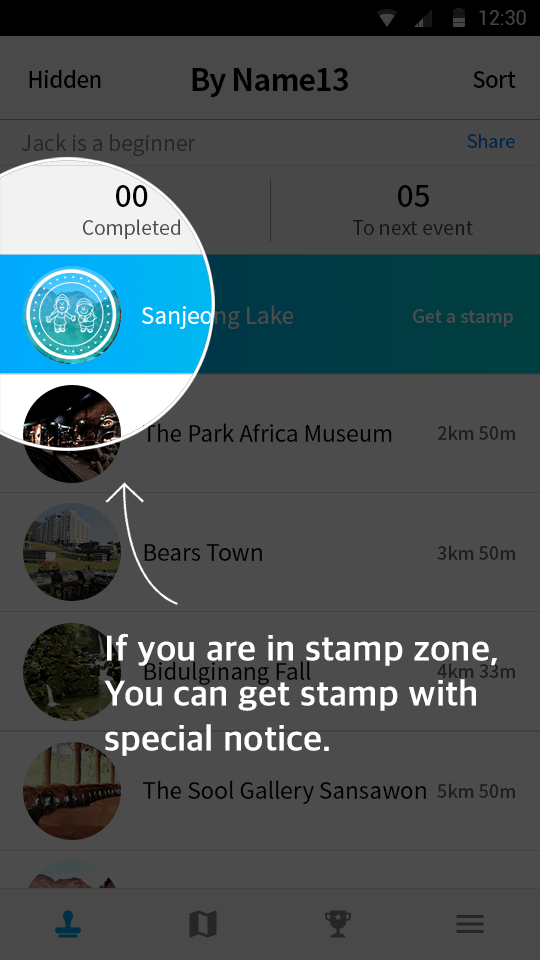 12:30
Hidden
By Name13
Sort
Jack is a beginner
Share
00
05
Completed
To next event
Sanjeong Lake
Get a stamp
The Park Africa Museum
2km 50m
Bears Town
3km 50m
If you are in stamp zone,
Bidulginang Fall
4km 33m
You can get stamp with
special notice.
The Sool Gallery Sansawon
5km 50m